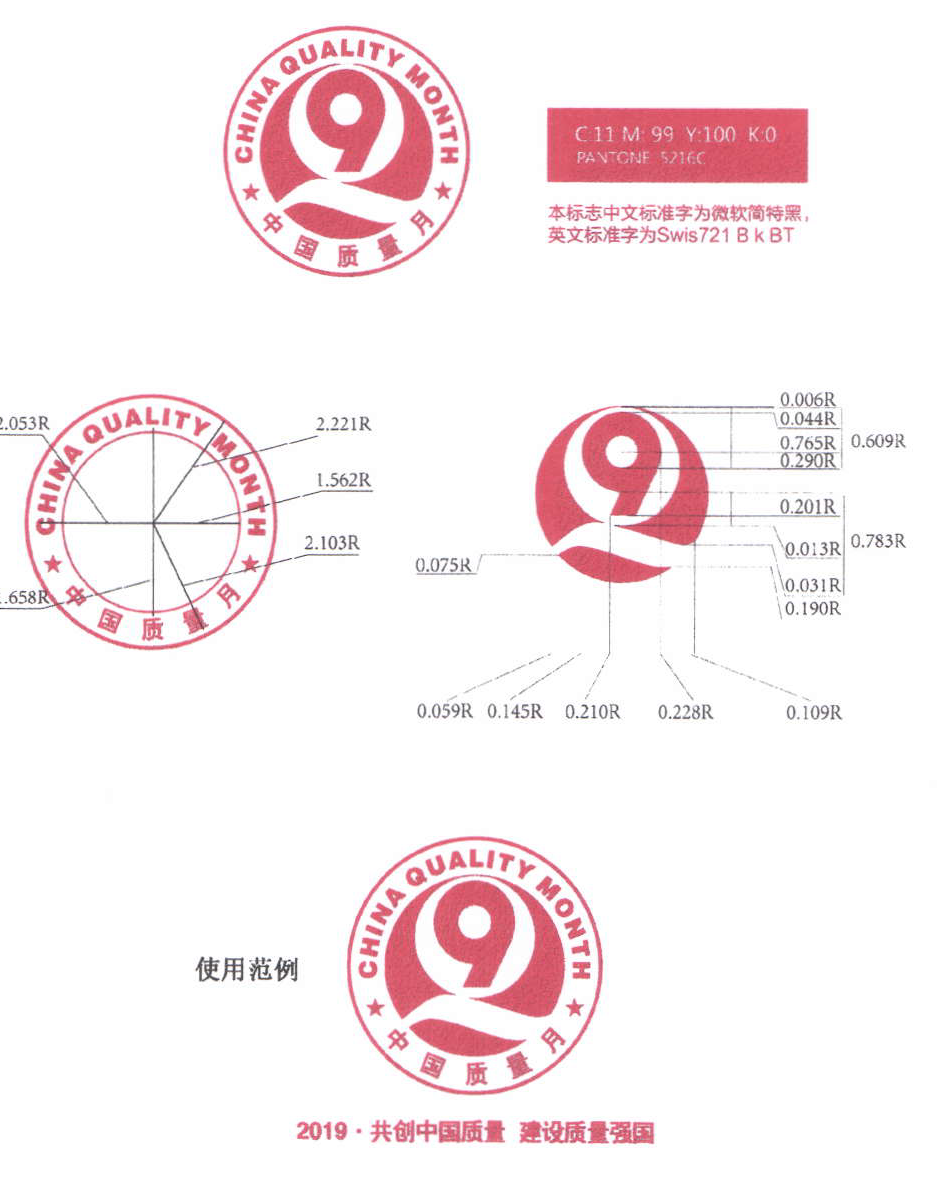 CHINA QUALITY MONTH
中国质量月
C:11 M: 99 Y:100 K:0
PANTONE 5216C
本标志中文标准字为微软简特黑，
英文标准字为Swis721 B k BT
2.053R
2.221R
1.562R
2.103R
1.658R
CHINA QUALITY MONTH
中国质量月
0.006R
0.044R
0.765R
0.290R
0.609R
0.201R
0.013R
0.783R
0.031R
0.190R
0.075R
0.059R 0.145R 0.210R 0.228R 0.109R
9
使用范例
CHINA QUALITY MONTH
9
中国质量月
2019·共创中国质量 建设质量强国